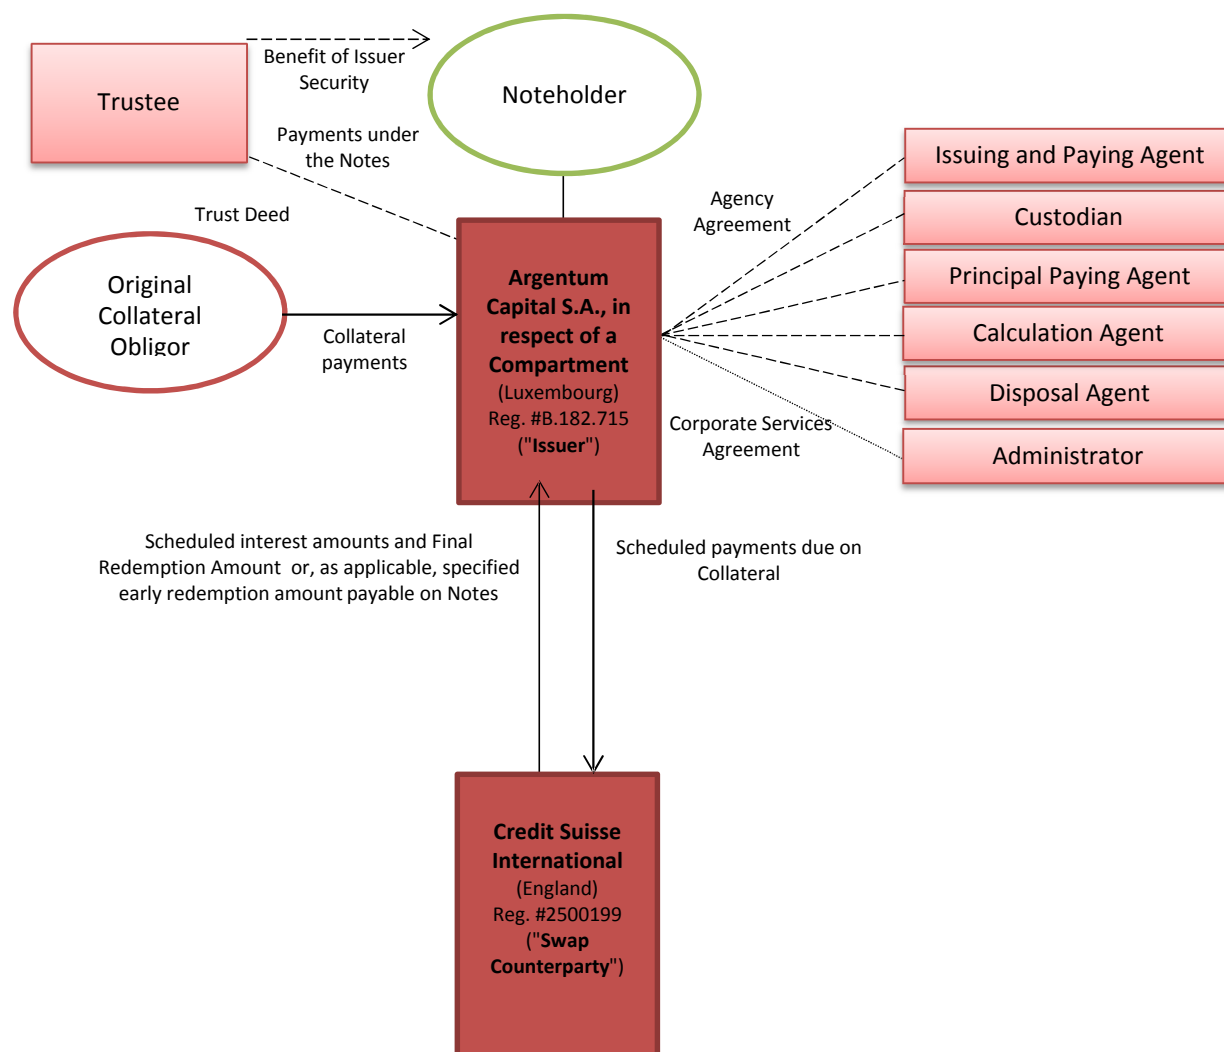 Trustee
Benefit of Issuer
Security
Noteholder
Payments under
the Notes
Trust Deed
Original
Collateral
Obligor
Collateral
payments
Argentum
Capital S.A., in
respect of a
Compartment
(Luxembourg)
Reg. #B.182.715
("Issuer")
Agency
Agreement
Issuing and Paying Agent
Custodian
Principal Paying Agent
Calculation Agent
Disposal Agent
Corporate Services
Agreement
Administrator
Scheduled interest amounts and Final
Redemption Amount or, as applicable, specified
early redemption amount payable on Notes
Scheduled payments due on
Collateral
Credit Suisse
International
(England)
Reg. #2500199
("Swap
Counterparty")